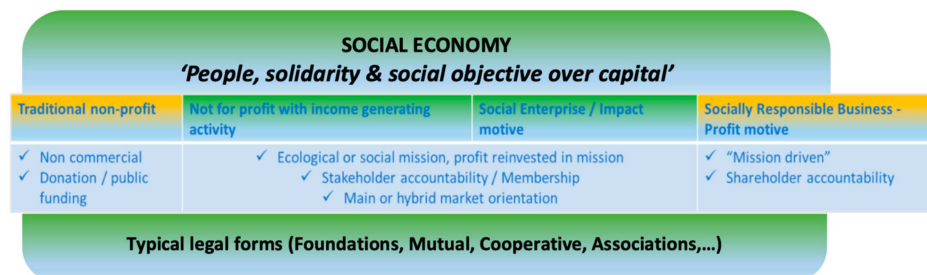 SOCIAL ECONOMY
‘People, solidarity & social objective over capital’
Traditional non-profit
Not for profit with income generating
activity
Social Enterprise / Impact
motive
Socially Responsible Business -
Profit motive
✓ Non commercial
✓ Donation / public
funding
✓ Ecological or social mission, profit reinvested in mission
✓ Stakeholder accountability / Membership
✓ Main or hybrid market orientation
✓ “Mission driven”
✓ Shareholder accountability
Typical legal forms (Foundations, Mutual, Cooperative, Associations,…)